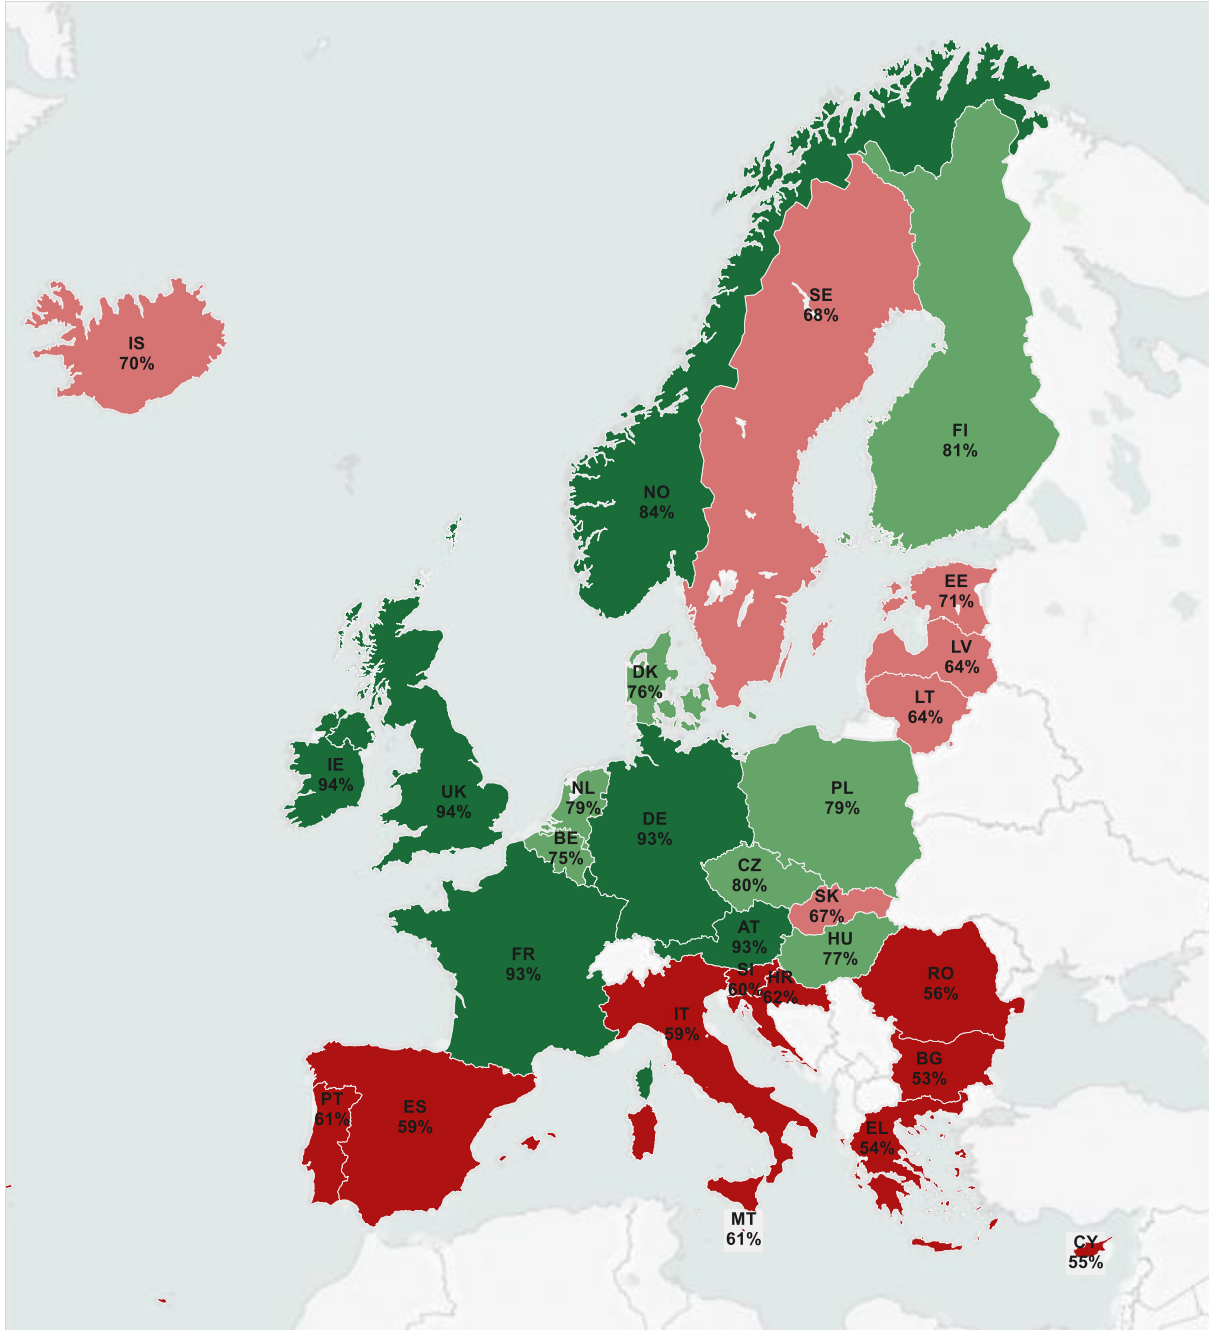 SE
68%
IS
70%
FI
81%
NO
84%
EE
71%
LV
64%
DK
76%
LT
64%
IE
94%
UK
94%
NL
79%
PL
79%
DE
93%
BE
75%
CZ
80%
SK
67%
AT
93%
HU
77%
FR
93%
SI
60%
HR
62%
RO
56%
IT
59%
BG
53%
PT
61%
ES
59%
EL
54%
MT
61%
CY
55%